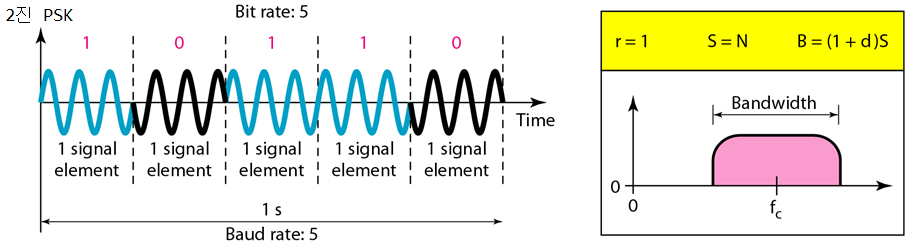 2진 PSK
Bit rate: 5
1 0 1 1 0
Time
1 signal element
1 signal element
1 signal element
1 signal element
1 signal element
1 s
Baud rate: 5
r = 1 S = N B = (1 + d)S
Bandwidth
0
0
fc